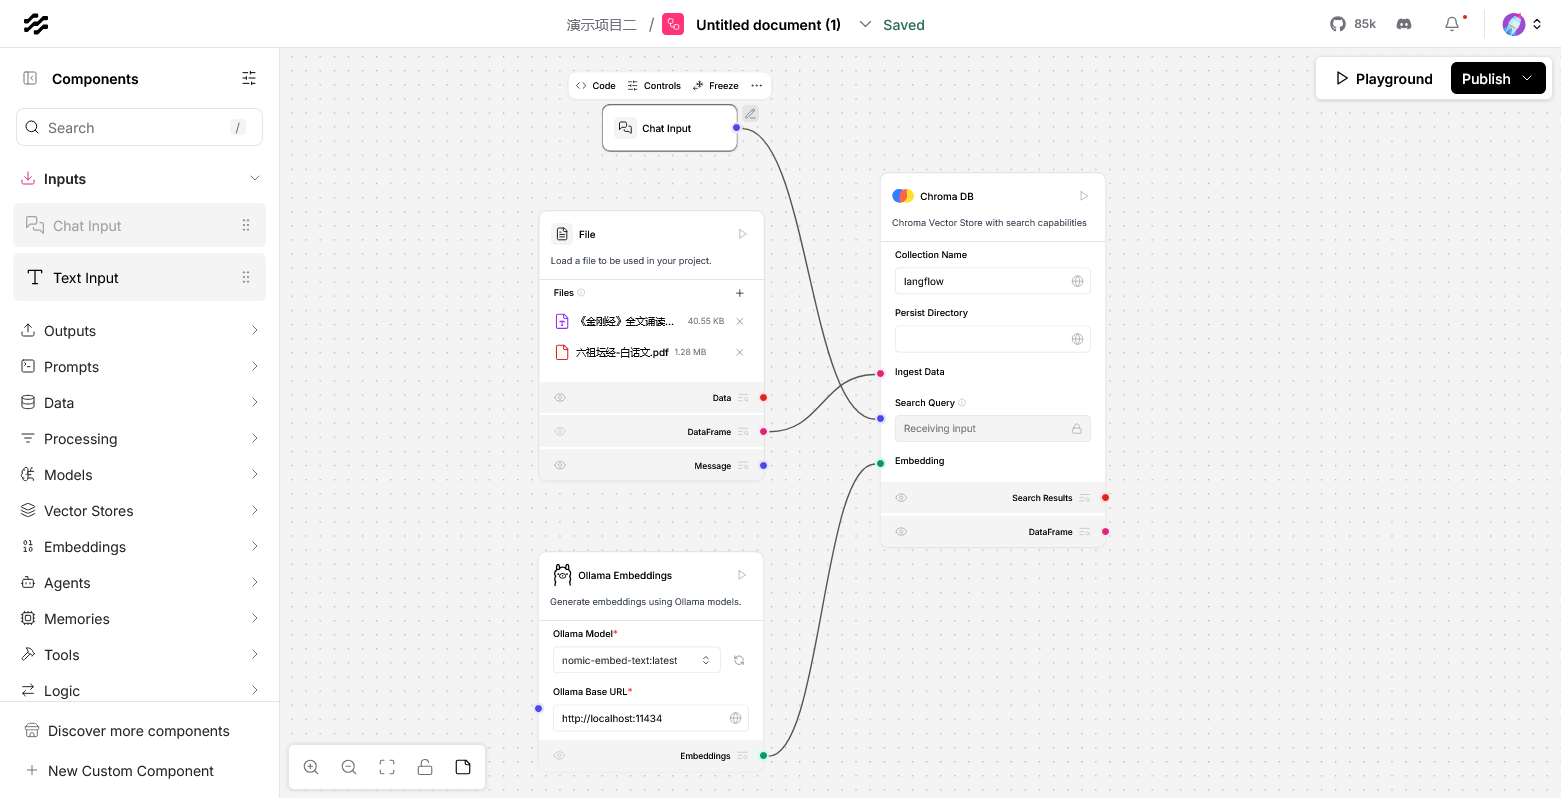 演示项目二 / Untitled document (1) Saved
85k
Components
Search /
Inputs
Chat Input
Text Input
Outputs
Prompts
Data
Processing
Models
Vector Stores
Embeddings
Agents
Memories
Tools
Logic
Discover more components
New Custom Component
Code Controls Freeze ...
Chat Input
Playground
Publish
File
Load a file to be used in your project.
Files
《金刚经》全文诵读... 40.55 KB
六祖坛经-白话文.pdf 1.28 MB
Data
DataFrame
Message
Ollama Embeddings
Generate embeddings using Ollama models.
Ollama Model*
nomic-embed-text:latest
Ollama Base URL*
http://localhost:11434
Embeddings
Chroma DB
Chroma Vector Store with search capabilities
Collection Name
langflow
Persist Directory
Ingest Data
Search Query
Receiving input
Embedding
Search Results
DataFrame